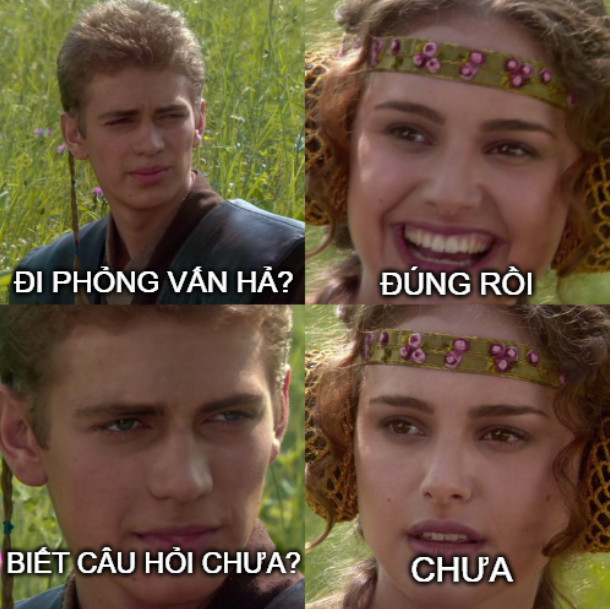 ĐI PHỎNG VẤN HẢ?
ĐÚNG RỒI
BIẾT CÂU HỎI CHƯA?
CHƯA